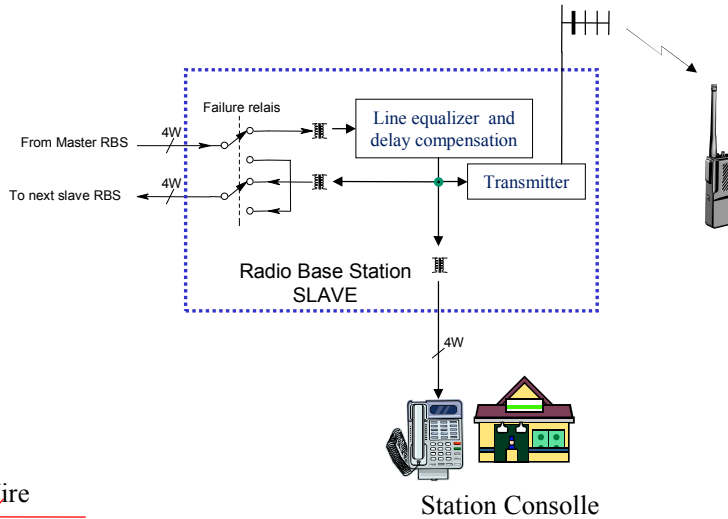 Failure relais
Line equalizer and
delay compensation
From Master RBS
4W
Transmitter
To next slave RBS
4W
Radio Base Station
SLAVE
4W
Station Consolle